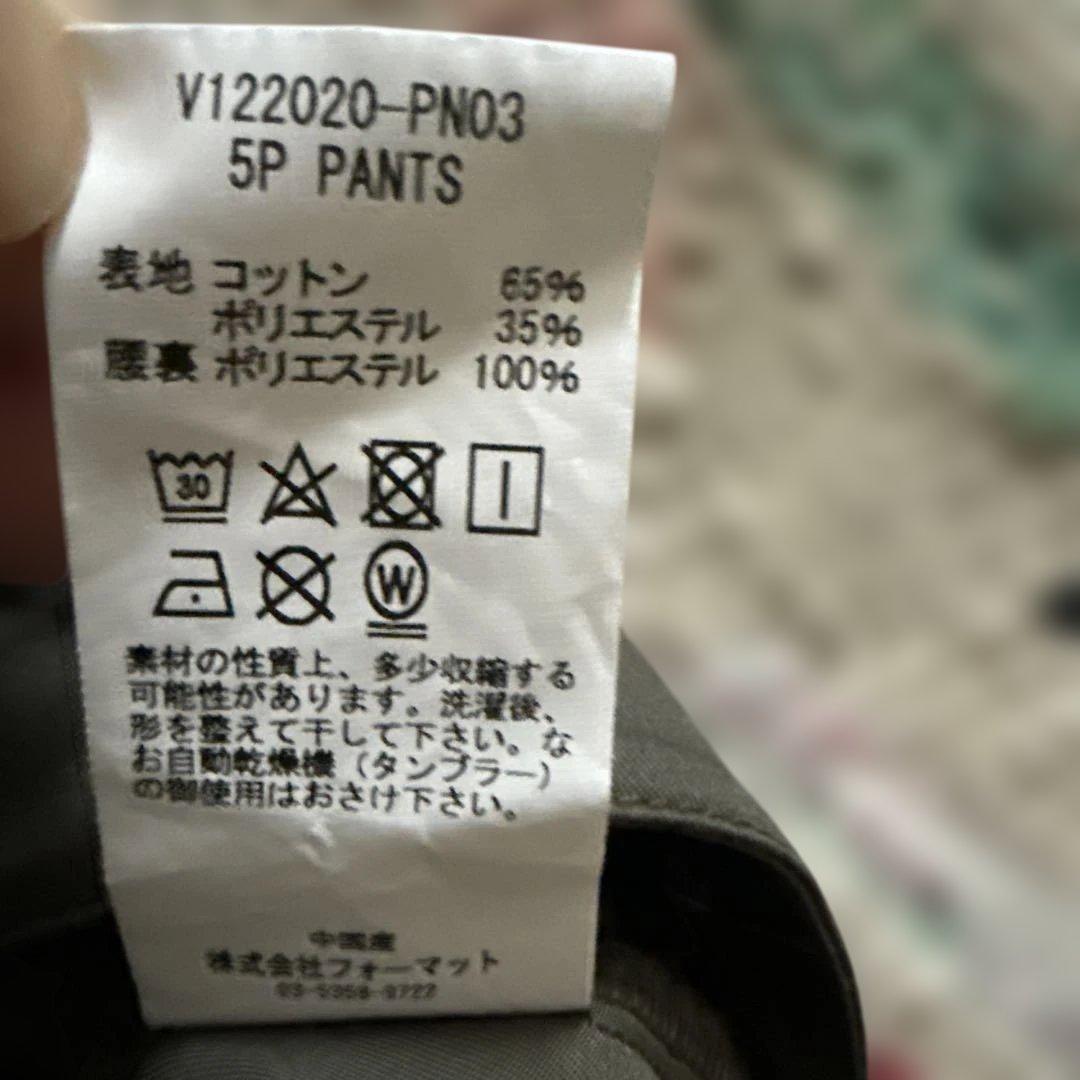 V122020-PN03
5P PANTS
表地 コットン 65%
ポリエステル 35%
腰裏 ポリエステル 100%
30
W
素材の性質上、多少収縮する
可能性があります。洗濯後、
形を整えて干して下さい。な
お自動乾燥機（タンブラー）
の御使用はおさけ下さい。
中国産
株式会社フォーマット